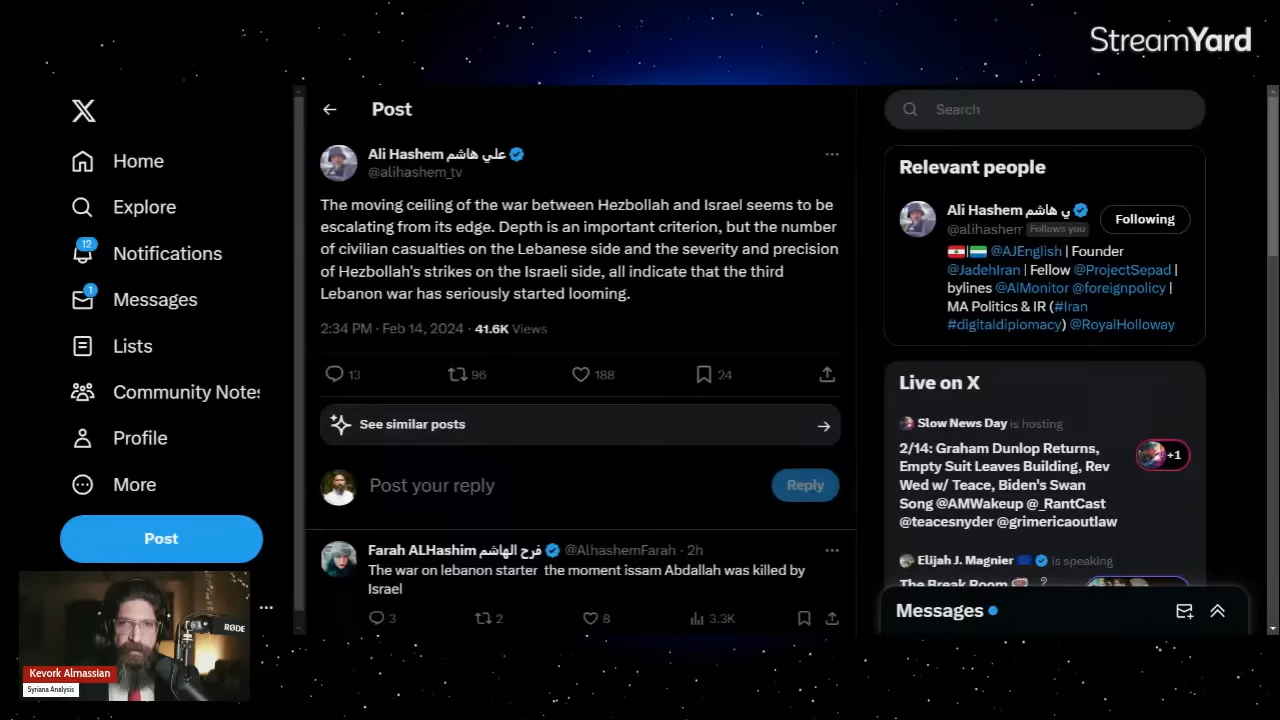 StreamYard
Home
Explore
12
Notifications
1
Messages
Lists
Community Notes
Profile
More
Post
Post
Ali Hashem علي هاشم
@alihashem_tv
The moving ceiling of the war between Hezbollah and Israel seems to be
escalating from its edge. Depth is an important criterion, but the number
of civilian casualties on the Lebanese side and the severity and precision
of Hezbollah's strikes on the Israeli side, all indicate that the third
Lebanon war has seriously started looming.
2:34 PM · Feb 14, 2024 · 41.6K Views
13 96 188 24
See similar posts
Post your reply
Reply
Farah ALHashim فرح الهاشم @AlhashemFarah · 2h
The war on lebanon starter the moment issam Abdallah was killed by
Israel
3 2 8 3.3K
Search
Relevant people
Ali Hashem ي هاشم
@alihashem Follows you
Following
@AJEnglish | Founder
@JadehIran | Fellow @ProjectSepad |
bylines @AlMonitor @foreignpolicy |
MA Politics & IR (#Iran
#digitaldiplomacy) @RoyalHolloway
Live on X
Slow News Day is hosting
2/14: Graham Dunlop Returns,
Empty Suit Leaves Building, Rev
Wed w/ Teace, Biden's Swan
Song @AMWakeup @_RantCast
@teacesnyder @grimericaoutlaw
+1
Elijah J. Magnier is speaking
The Break Room
Messages
RØDE
Kevork Almassian
Syriana Analysis